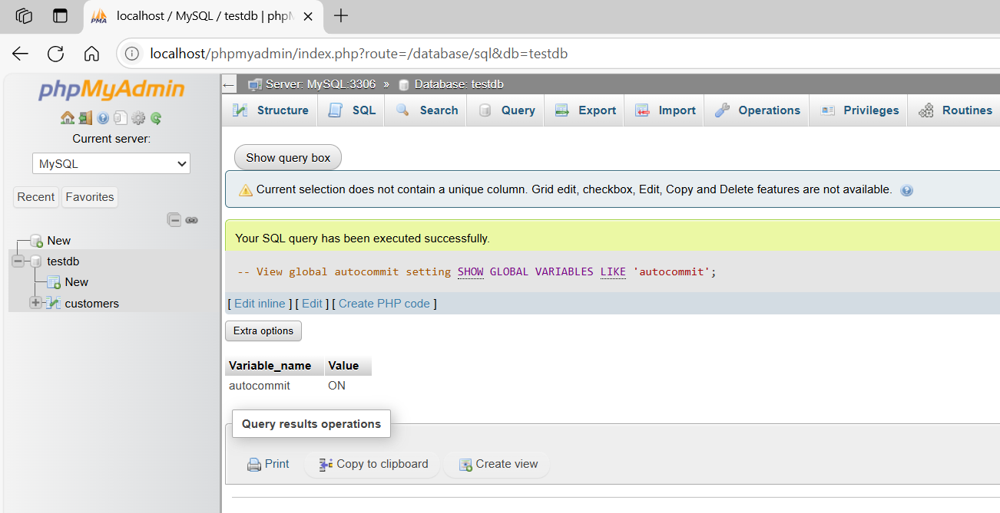 localhost / MySQL / testdb | php
localhost/phpmyadmin/index.php?route=/database/sql&db=testdb
phpMyAdmin
Current server:
MySQL
Recent Favorites
New
testdb
New
customers
Server: MySQL:3306 » Database: testdb
Structure SQL Search Query Export Import Operations Privileges Routines
Show query box
Current selection does not contain a unique column. Grid edit, checkbox, Edit, Copy and Delete features are not available.
Your SQL query has been executed successfully.
-- View global autocommit setting SHOW GLOBAL VARIABLES LIKE 'autocommit';
[ Edit inline ] [ Edit ] [ Create PHP code ]
Extra options
Variable_name Value
autocommit ON
Query results operations
Print Copy to clipboard Create view